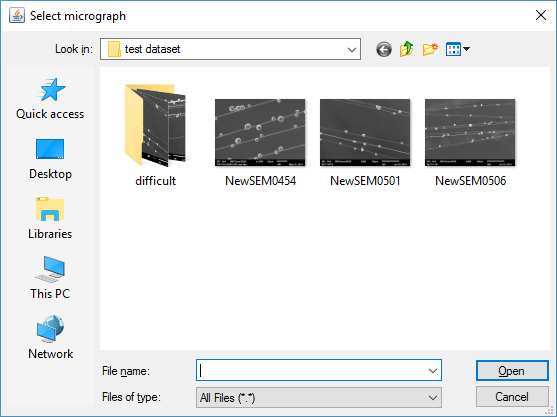 Select micrograph
Look in:
test dataset
Quick access
Desktop
Libraries
This PC
Network
difficult
NewSEM0454
NewSEM0501
NewSEM0506
File name:
Open
Files of type:
All Files (*.*)
Cancel